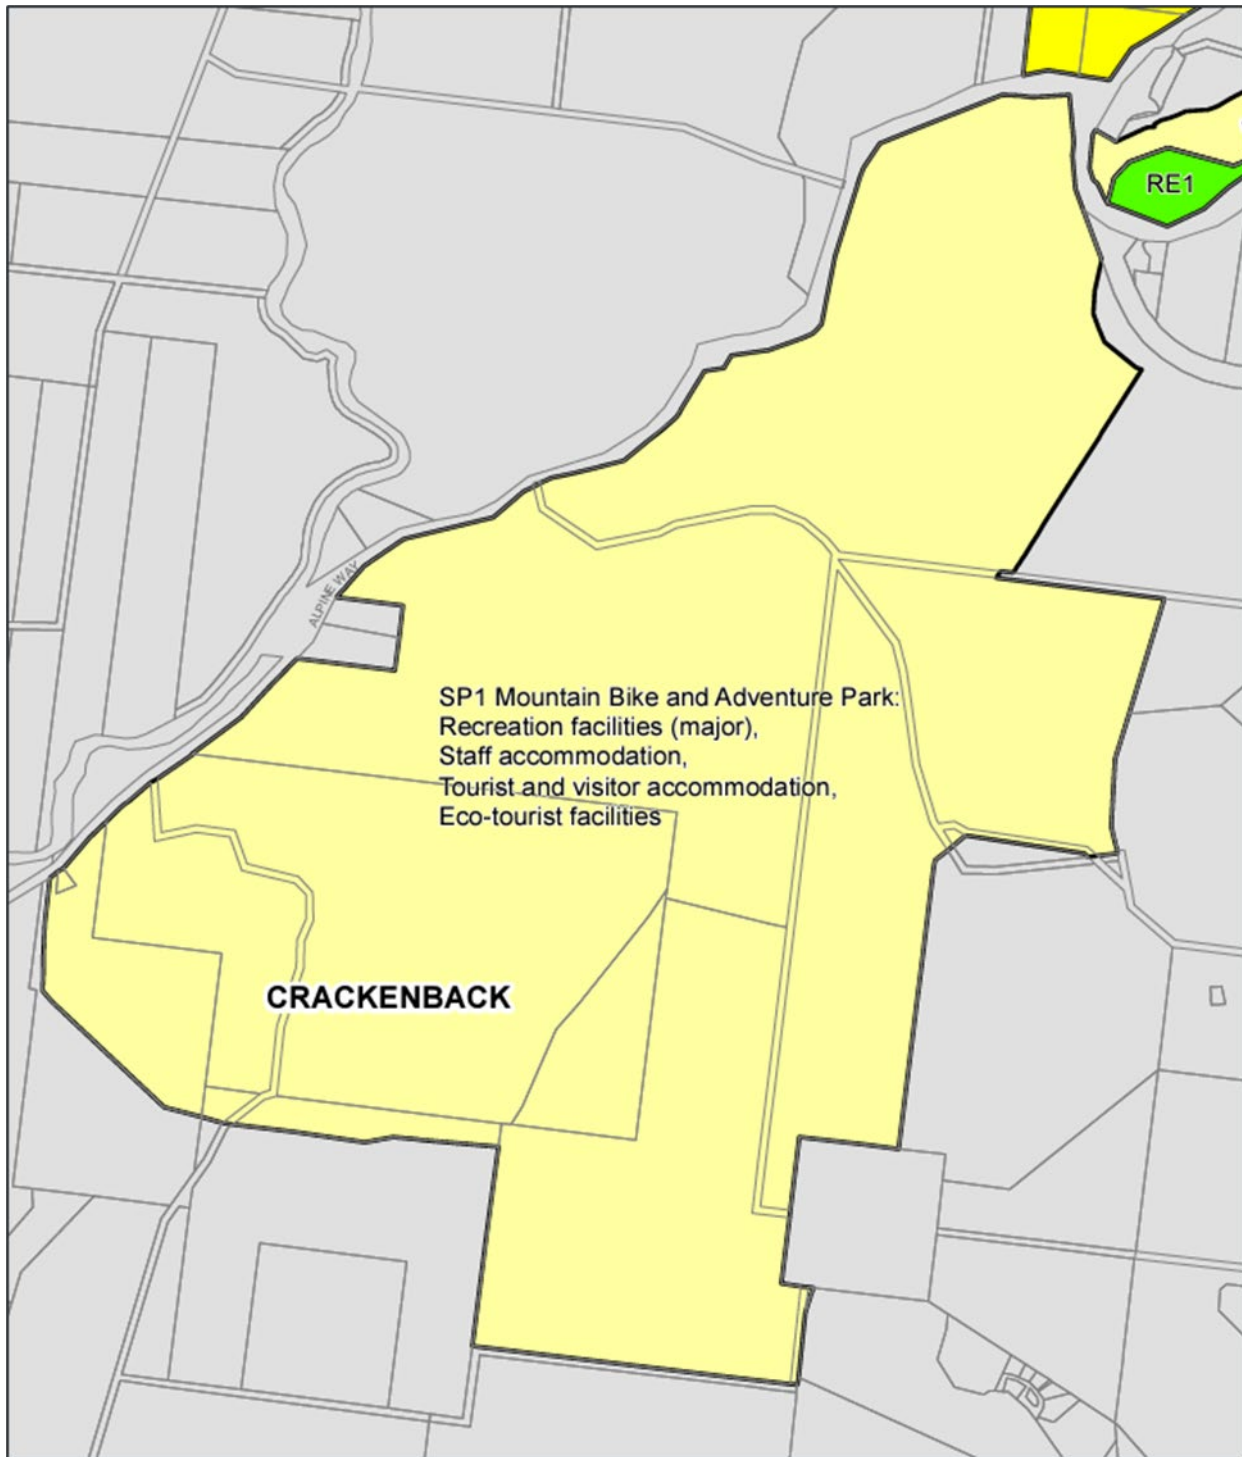 RE1
ALPINE WAY
SP1 Mountain Bike and Adventure Park:
Recreation facilities (major),
Staff accommodation,
Tourist and visitor accommodation,
Eco-tourist facilities
CRACKENBACK